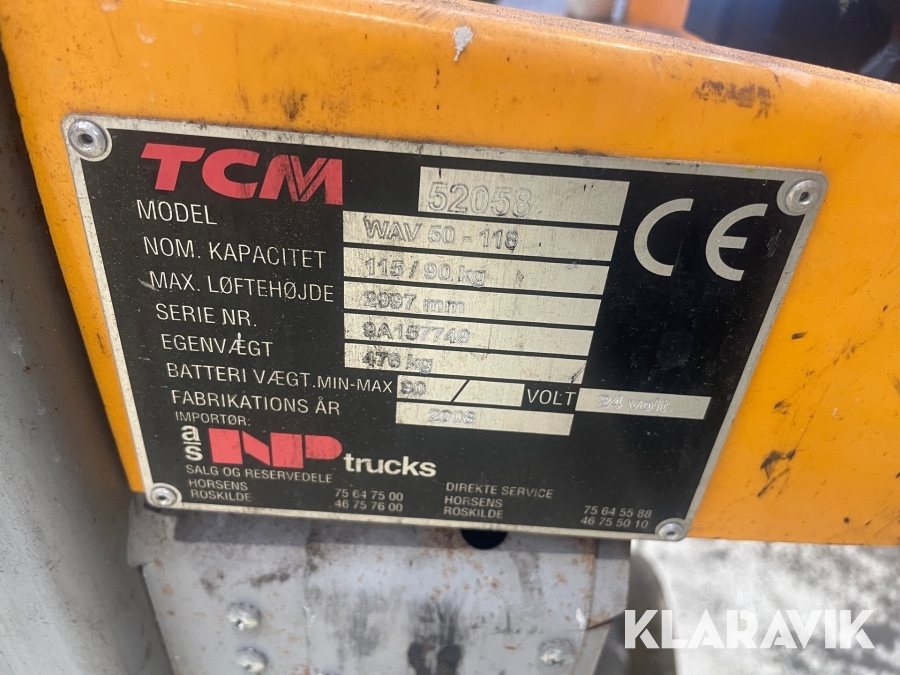 TCM 52058
CE
MODEL WAV 50 - 118
NOM. KAPACITET 115 / 90 kg
MAX. LØFTEHØJDE 2997 mm
SERIE NR. 9A157749
EGENVÆGT 476 kg
BATTERI VÆGT.MIN-MAX 90 / VOLT 24 volt
FABRIKATIONS ÅR 2008
IMPORTØR:
a/s NP trucks
SALG OG RESERVEDELE DIREKTE SERVICE
HORSENS 75 64 75 00 HORSENS 75 64 55 88
ROSKILDE 46 75 76 00 ROSKILDE 46 75 50 10
KLARAVIK